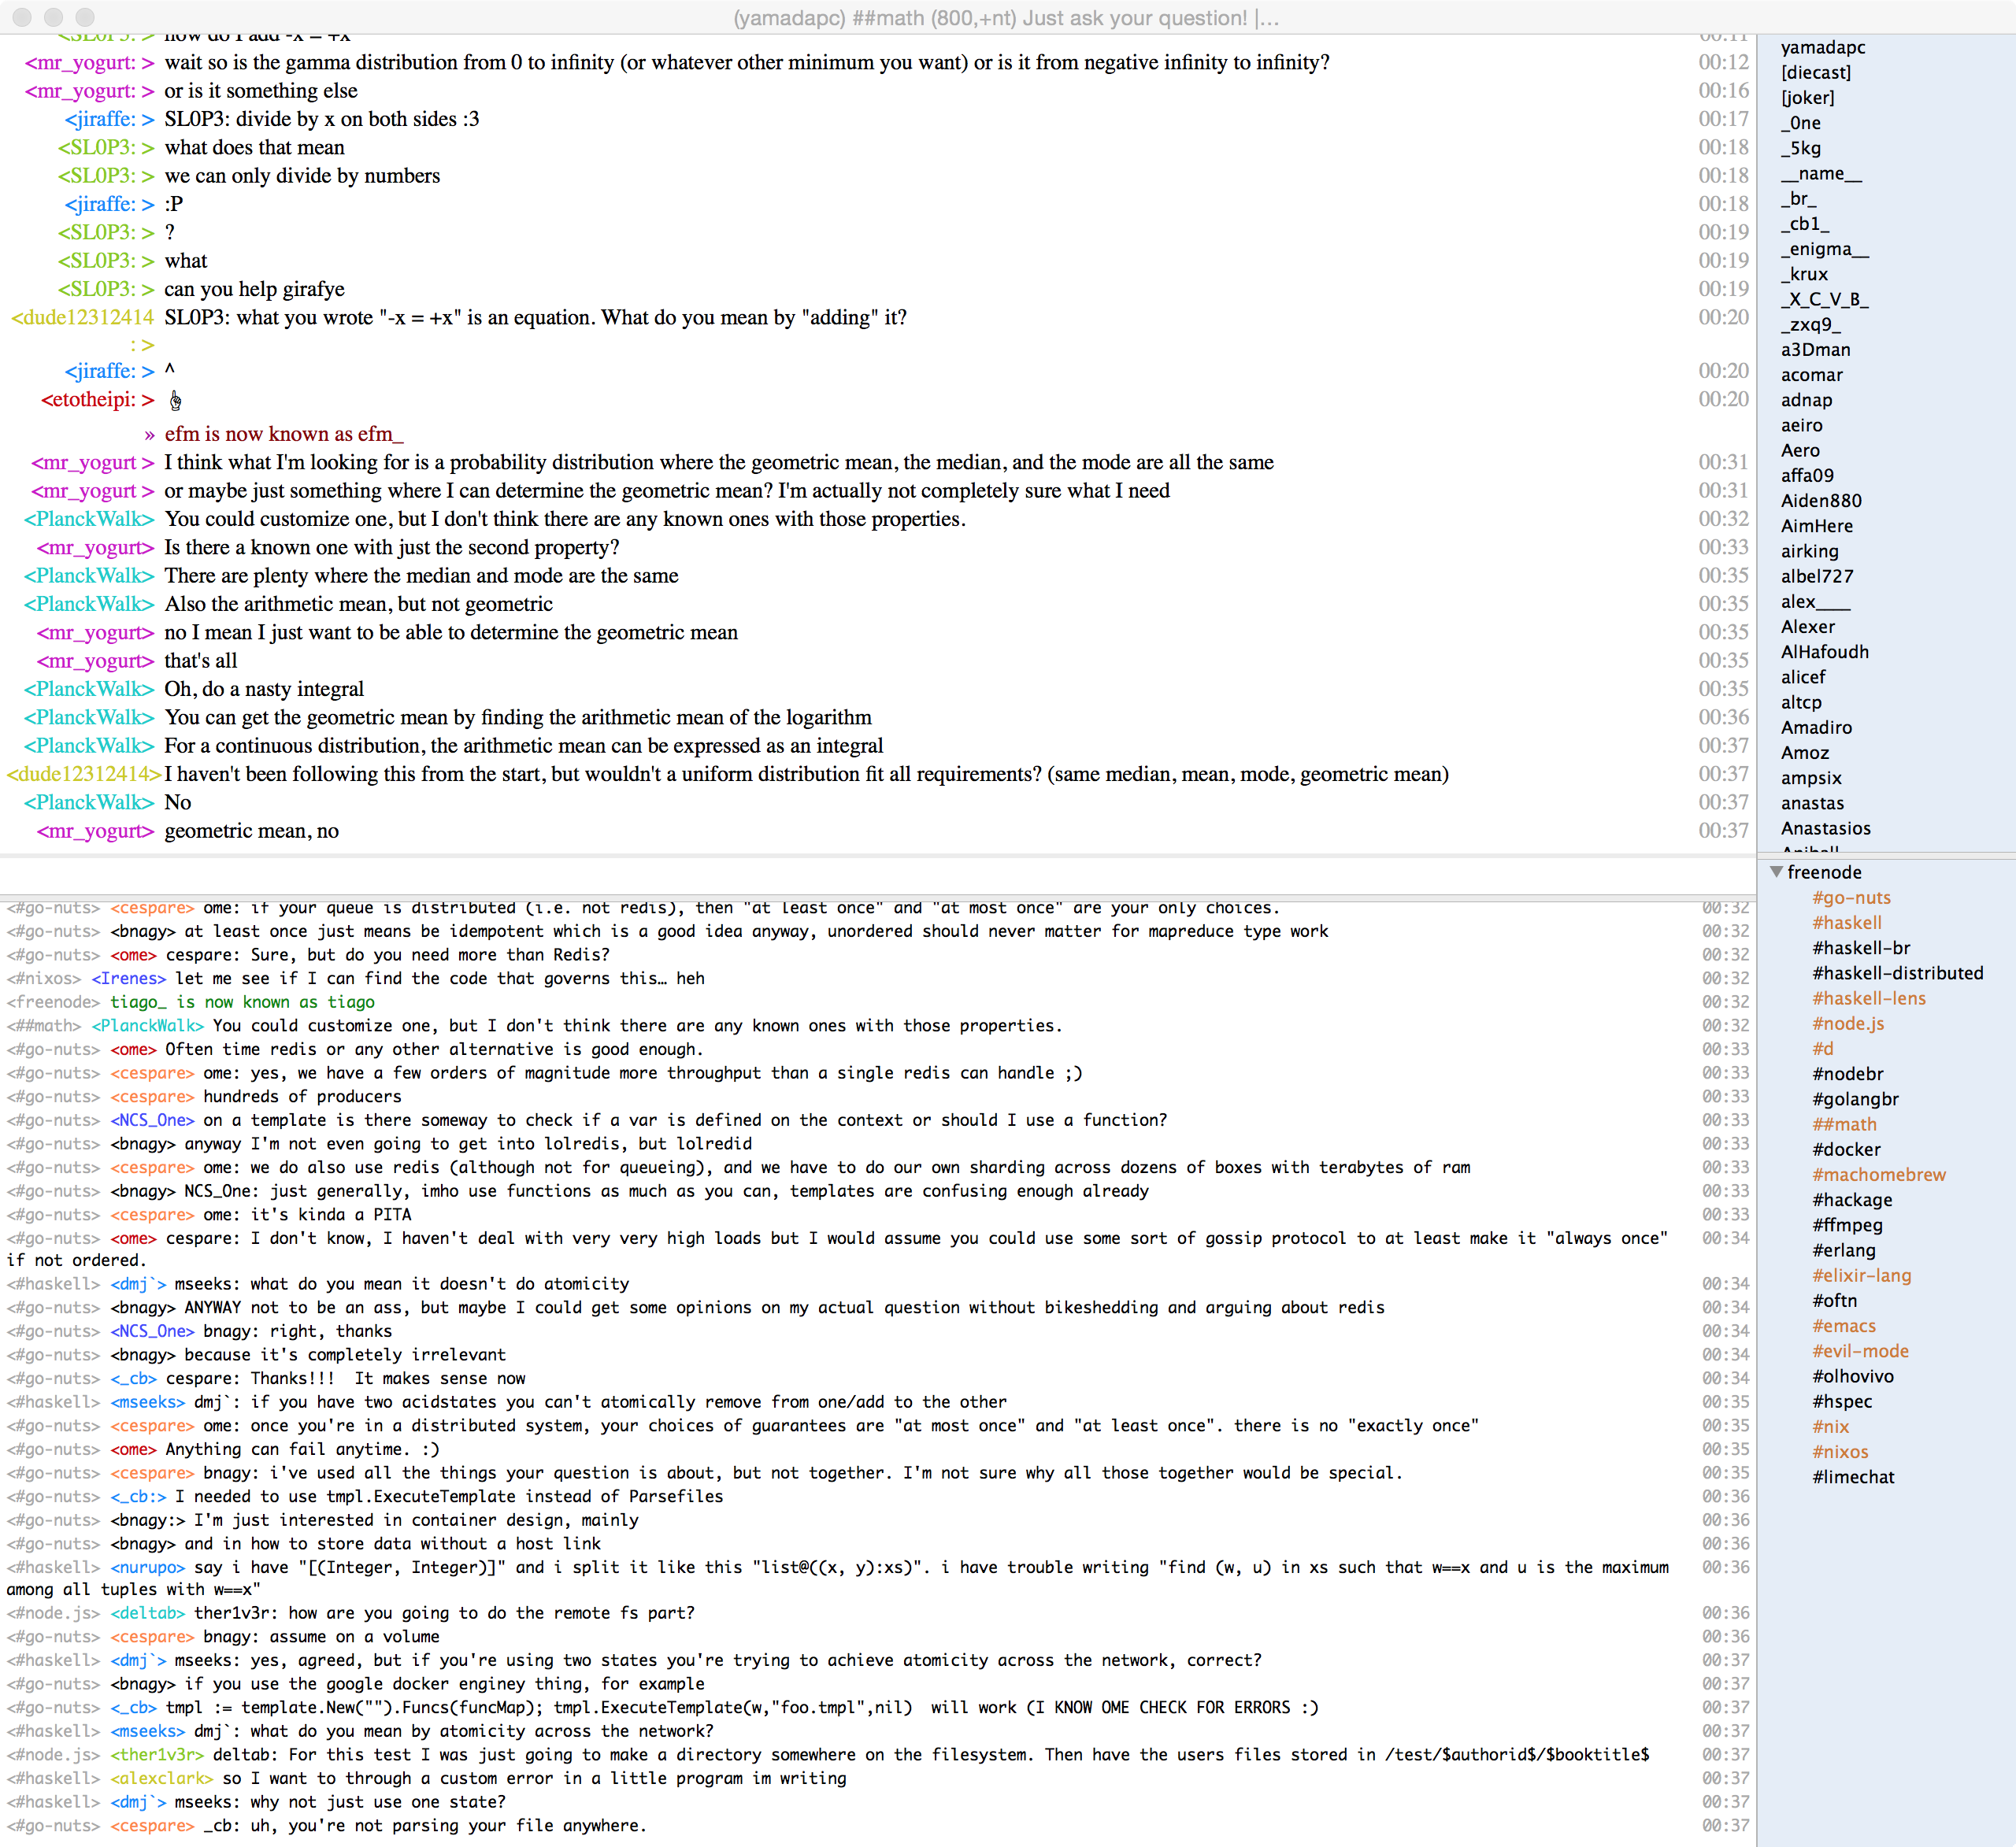 (yamadapc) ##math (800,+nt) Just ask your question! |…
<SL0P3: > how do I add -x = +x 00:11
<mr_yogurt: > wait so is the gamma distribution from 0 to infinity (or whatever other minimum you want) or is it from negative infinity to infinity? 00:12
<mr_yogurt: > or is it something else 00:16
<jiraffe: > SL0P3: divide by x on both sides :3 00:17
<SL0P3: > what does that mean 00:18
<SL0P3: > we can only divide by numbers 00:18
<jiraffe: > :P 00:18
<SL0P3: > ? 00:19
<SL0P3: > what 00:19
<SL0P3: > can you help girafye 00:19
<dude12312414 SL0P3: what you wrote "-x = +x" is an equation. What do you mean by "adding" it? 00:20
: >
<jiraffe: > ^ 00:20
<etotheipi: > ☝ 00:20
» efm is now known as efm_
<mr_yogurt > I think what I'm looking for is a probability distribution where the geometric mean, the median, and the mode are all the same 00:31
<mr_yogurt > or maybe just something where I can determine the geometric mean? I'm actually not completely sure what I need 00:31
<PlanckWalk> You could customize one, but I don't think there are any known ones with those properties. 00:32
<mr_yogurt> Is there a known one with just the second property? 00:33
<PlanckWalk> There are plenty where the median and mode are the same 00:35
<PlanckWalk> Also the arithmetic mean, but not geometric 00:35
<mr_yogurt> no I mean I just want to be able to determine the geometric mean 00:35
<mr_yogurt> that's all 00:35
<PlanckWalk> Oh, do a nasty integral 00:35
<PlanckWalk> You can get the geometric mean by finding the arithmetic mean of the logarithm 00:36
<PlanckWalk> For a continuous distribution, the arithmetic mean can be expressed as an integral 00:37
<dude12312414> I haven't been following this from the start, but wouldn't a uniform distribution fit all requirements? (same median, mean, mode, geometric mean) 00:37
<PlanckWalk> No 00:37
<mr_yogurt> geometric mean, no 00:37
<#go-nuts> <cespare> ome: if your queue is distributed (i.e. not redis), then "at least once" and "at most once" are your only choices. 00:32
<#go-nuts> <bnagy> at least once just means be idempotent which is a good idea anyway, unordered should never matter for mapreduce type work 00:32
<#go-nuts> <ome> cespare: Sure, but do you need more than Redis? 00:32
<#nixos> <Irenes> let me see if I can find the code that governs this… heh 00:32
<freenode> tiago_ is now known as tiago 00:32
<##math> <PlanckWalk> You could customize one, but I don't think there are any known ones with those properties. 00:32
<#go-nuts> <ome> Often time redis or any other alternative is good enough. 00:33
<#go-nuts> <cespare> ome: yes, we have a few orders of magnitude more throughput than a single redis can handle ;) 00:33
<#go-nuts> <cespare> hundreds of producers 00:33
<#go-nuts> <NCS_One> on a template is there someway to check if a var is defined on the context or should I use a function? 00:33
<#go-nuts> <bnagy> anyway I'm not even going to get into lolredis, but lolredid 00:33
<#go-nuts> <cespare> ome: we do also use redis (although not for queueing), and we have to do our own sharding across dozens of boxes with terabytes of ram 00:33
<#go-nuts> <bnagy> NCS_One: just generally, imho use functions as much as you can, templates are confusing enough already 00:33
<#go-nuts> <cespare> ome: it's kinda a PITA 00:33
<#go-nuts> <ome> cespare: I don't know, I haven't deal with very very high loads but I would assume you could use some sort of gossip protocol to at least make it "always once" 00:34
if not ordered.
<#haskell> <dmj`> mseeks: what do you mean it doesn't do atomicity 00:34
<#go-nuts> <bnagy> ANYWAY not to be an ass, but maybe I could get some opinions on my actual question without bikeshedding and arguing about redis 00:34
<#go-nuts> <NCS_One> bnagy: right, thanks 00:34
<#go-nuts> <bnagy> because it's completely irrelevant 00:34
<#go-nuts> <_cb> cespare: Thanks!!!  It makes sense now 00:34
<#haskell> <mseeks> dmj`: if you have two acidstates you can't atomically remove from one/add to the other 00:35
<#go-nuts> <cespare> ome: once you're in a distributed system, your choices of guarantees are "at most once" and "at least once". there is no "exactly once" 00:35
<#go-nuts> <ome> Anything can fail anytime. :) 00:35
<#go-nuts> <cespare> bnagy: i've used all the things your question is about, but not together. I'm not sure why all those together would be special. 00:35
<#go-nuts> <_cb:> I needed to use tmpl.ExecuteTemplate instead of Parsefiles 00:36
<#go-nuts> <bnagy:> I'm just interested in container design, mainly 00:36
<#go-nuts> <bnagy> and in how to store data without a host link 00:36
<#haskell> <nurupo> say i have "[(Integer, Integer)]" and i split it like this "list@((x, y):xs)". i have trouble writing "find (w, u) in xs such that w==x and u is the maximum 00:36
among all tuples with w==x"
<#node.js> <deltab> ther1v3r: how are you going to do the remote fs part? 00:36
<#go-nuts> <cespare> bnagy: assume on a volume 00:36
<#haskell> <dmj`> mseeks: yes, agreed, but if you're using two states you're trying to achieve atomicity across the network, correct? 00:37
<#go-nuts> <bnagy> if you use the google docker enginey thing, for example 00:37
<#go-nuts> <_cb> tmpl := template.New("").Funcs(funcMap); tmpl.ExecuteTemplate(w,"foo.tmpl",nil)  will work (I KNOW OME CHECK FOR ERRORS :) 00:37
<#haskell> <mseeks> dmj`: what do you mean by atomicity across the network? 00:37
<#node.js> <ther1v3r> deltab: For this test I was just going to make a directory somewhere on the filesystem. Then have the users files stored in /test/$authorid$/$booktitle$ 00:37
<#haskell> <alexclark> so I want to through a custom error in a little program im writing 00:37
<#haskell> <dmj`> mseeks: why not just use one state? 00:37
<#go-nuts> <cespare> _cb: uh, you're not parsing your file anywhere. 00:37
yamadapc
[diecast]
[joker]
_0ne
_5kg
__name__
_br_
_cb1_
_enigma__
_krux
_X_C_V_B_
_zxq9_
a3Dman
acomar
adnap
aeiro
Aero
affa09
Aiden880
AimHere
airking
albel727
alex____
Alexer
AlHafoudh
alicef
altcp
Amadiro
Amoz
ampsix
anastas
Anastasios
freenode
#go-nuts
#haskell
#haskell-br
#haskell-distributed
#haskell-lens
#node.js
#d
#nodebr
#golangbr
##math
#docker
#machomebrew
#hackage
#ffmpeg
#erlang
#elixir-lang
#oftn
#emacs
#evil-mode
#olhovivo
#hspec
#nix
#nixos
#limechat